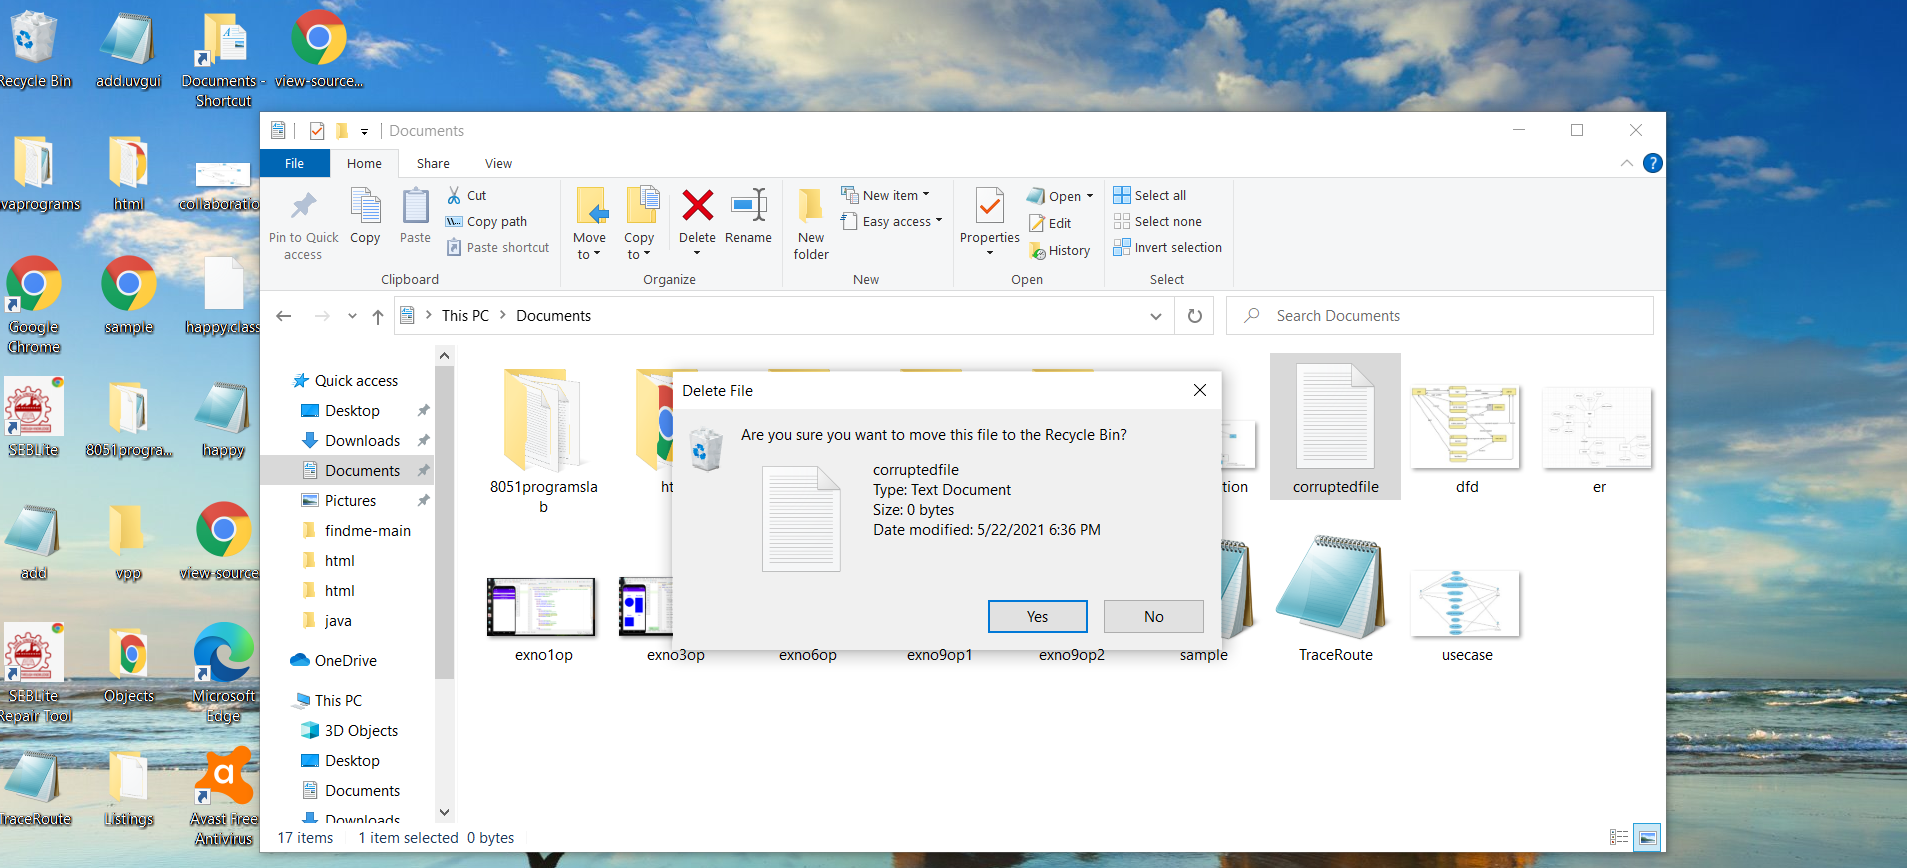 Recycle Bin
add.uvgui
Documents -
Shortcut
view-source...
vaprograms
html
collaboratio
Google
Chrome
sample
happy.class
SEBLite
8051progra...
happy
add
vpp
view-source
SEBLite
Repair Tool
Objects
Microsoft
Edge
TraceRoute
Listings
Avast Free
Antivirus
Documents
File
Home
Share
View
?
Pin to Quick
access
Copy
Paste
Cut
Copy path
Paste shortcut
Clipboard
Move
to
Copy
to
Delete
Rename
Organize
New
folder
New item
Easy access
New
Properties
Open
Edit
History
Open
Select all
Select none
Invert selection
Select
This PC
Documents
Search Documents
Quick access
Desktop
Downloads
Documents
Pictures
findme-main
html
html
java
OneDrive
This PC
3D Objects
Desktop
Documents
Downloads
8051programslab
b
ht
tion
corruptedfile
dfd
er
exno1op
exno3op
exno6op
exno9op1
exno9op2
sample
TraceRoute
usecase
Delete File
Are you sure you want to move this file to the Recycle Bin?
corruptedfile
Type: Text Document
Size: 0 bytes
Date modified: 5/22/2021 6:36 PM
Yes
No
17 items
1 item selected 0 bytes